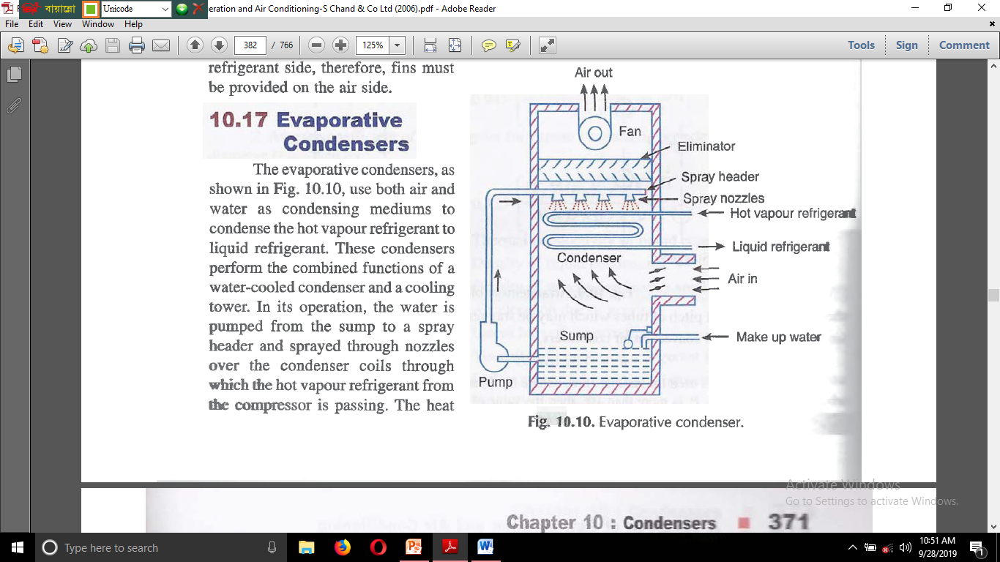 বায়ান্নো
Unicode
eration and Air Conditioning-S Chand & Co Ltd (2006).pdf - Adobe Reader
File Edit View Window Help
382 / 766
125%
Tools Sign Comment
refrigerant side, therefore, fins must
be provided on the air side.
10.17 Evaporative
Condensers
The evaporative condensers, as
shown in Fig. 10.10, use both air and
water as condensing mediums to
condense the hot vapour refrigerant to
liquid refrigerant. These condensers
perform the combined functions of a
water-cooled condenser and a cooling
tower. In its operation, the water is
pumped from the sump to a spray
header and sprayed through nozzles
over the condenser coils through
which the hot vapour refrigerant from
the compressor is passing. The heat
Air out
Fan
Eliminator
Spray header
Spray nozzles
Hot vapour refrigerant
Liquid refrigerant
Condenser
Air in
Sump
Make up water
Pump
Fig. 10.10. Evaporative condenser.
Activate Windows
Go to Settings to activate Windows.
Chapter 10 : Condensers ■ 371
Type here to search
10:51 AM
9/28/2019
1